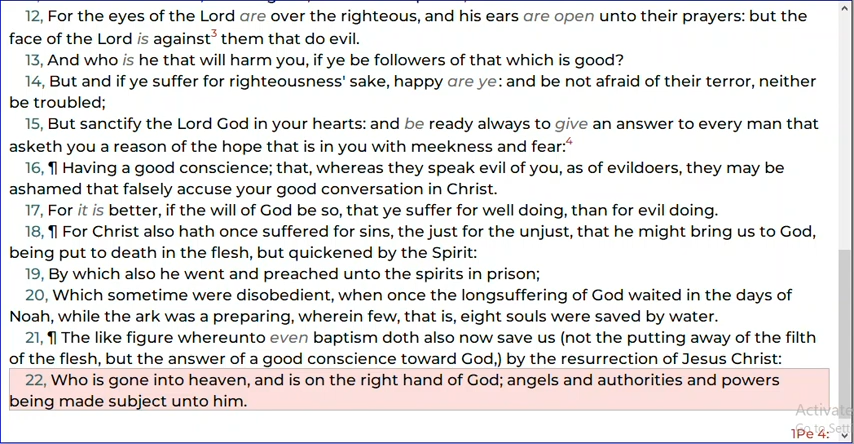 12, For the eyes of the Lord are over the righteous, and his ears are open unto their prayers: but the
face of the Lord is against3 them that do evil.
13, And who is he that will harm you, if ye be followers of that which is good?
14, But and if ye suffer for righteousness' sake, happy are ye: and be not afraid of their terror, neither
be troubled;
15, But sanctify the Lord God in your hearts: and be ready always to give an answer to every man that
asketh you a reason of the hope that is in you with meekness and fear:4
16, ¶ Having a good conscience; that, whereas they speak evil of you, as of evildoers, they may be
ashamed that falsely accuse your good conversation in Christ.
17, For it is better, if the will of God be so, that ye suffer for well doing, than for evil doing.
18, ¶ For Christ also hath once suffered for sins, the just for the unjust, that he might bring us to God,
being put to death in the flesh, but quickened by the Spirit:
19, By which also he went and preached unto the spirits in prison;
20, Which sometime were disobedient, when once the longsuffering of God waited in the days of
Noah, while the ark was a preparing, wherein few, that is, eight souls were saved by water.
21, ¶ The like figure whereunto even baptism doth also now save us (not the putting away of the filth
of the flesh, but the answer of a good conscience toward God,) by the resurrection of Jesus Christ:
22, Who is gone into heaven, and is on the right hand of God; angels and authorities and powers
being made subject unto him.
Activate
Go to Sett
1Pe 4: